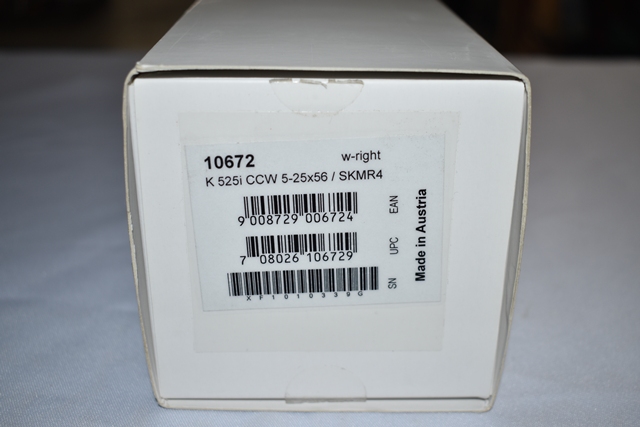 10672 w-right
K 525i CCW 5-25x56 / SKMR4
9 008729 006724 EAN
7 08026 106729 UPC
XF1010339G SN
Made in Austria